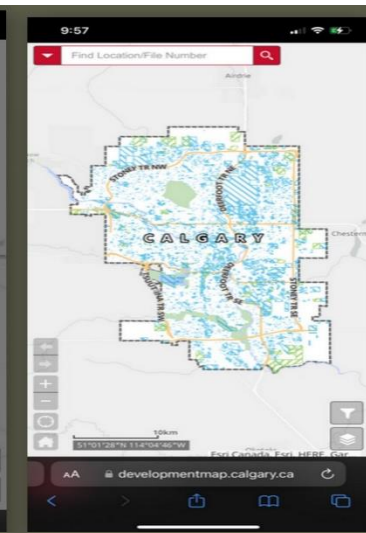 9:57
Find Location/File Number
Airdrie
STONEY TR NW
DEERFOOT TR NE
CALGARY
Chester
DEERFOOT TR SE
STONEY TR SE
10km
51°01'28"N 114°04'46"W
Esri Canada, Esri, HERE, Gar
AA
developmentmap.calgary.ca